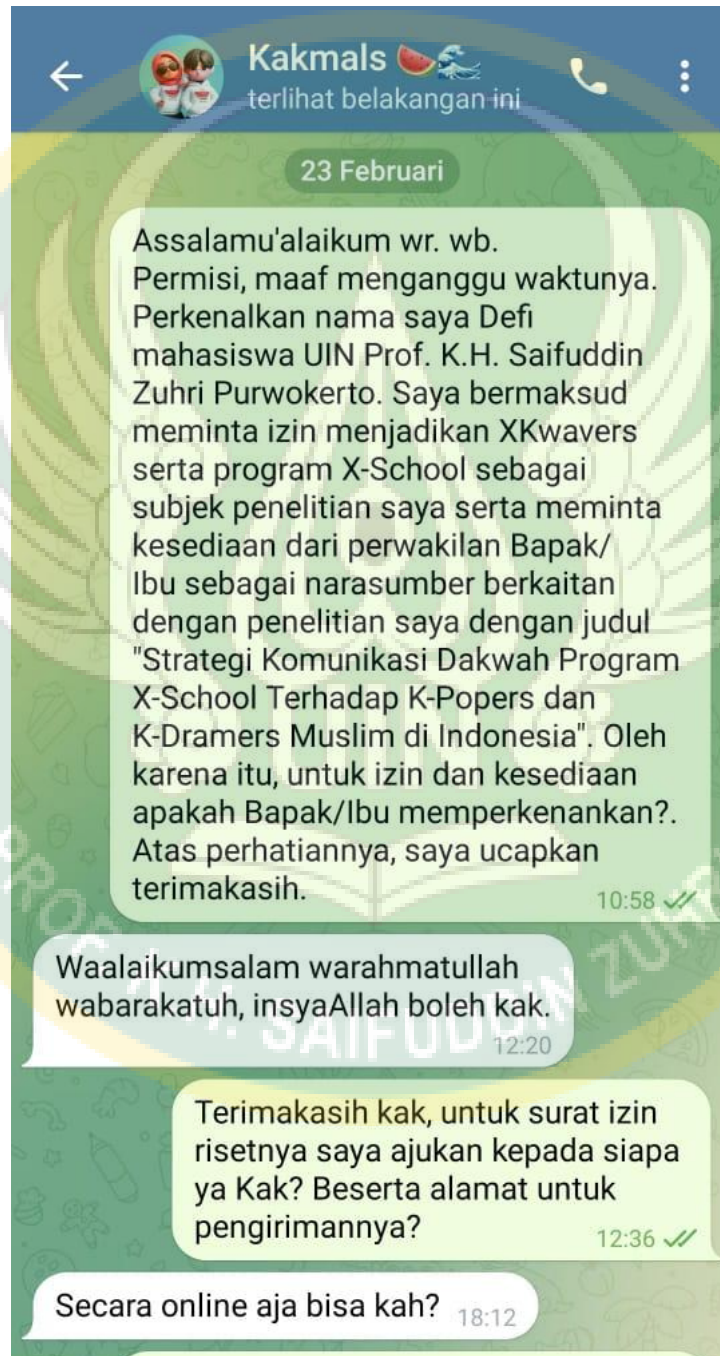 Kakmals 🍉🌊
terlihat belakangan ini
23 Februari
Assalamu'alaikum wr. wb.
Permisi, maaf menganggu waktunya.
Perkenalkan nama saya Defi
mahasiswa UIN Prof. K.H. Saifuddin
Zuhri Purwokerto. Saya bermaksud
meminta izin menjadikan XKwavers
serta program X-School sebagai
subjek penelitian saya serta meminta
kesediaan dari perwakilan Bapak/
Ibu sebagai narasumber berkaitan
dengan penelitian saya dengan judul
"Strategi Komunikasi Dakwah Program
X-School Terhadap K-Popers dan
K-Dramers Muslim di Indonesia". Oleh
karena itu, untuk izin dan kesediaan
apakah Bapak/Ibu memperkenankan?.
Atas perhatiannya, saya ucapkan
terimakasih.
10:58
Waalaikumsalam warahmatullah
wabarakatuh, insyaAllah boleh kak.
12:20
Terimakasih kak, untuk surat izin
risetnya saya ajukan kepada siapa
ya Kak? Beserta alamat untuk
pengirimannya?
12:36
Secara online aja bisa kah? 18:12
UIN
PROF. K.H. SAIFUDDIN ZUHRI